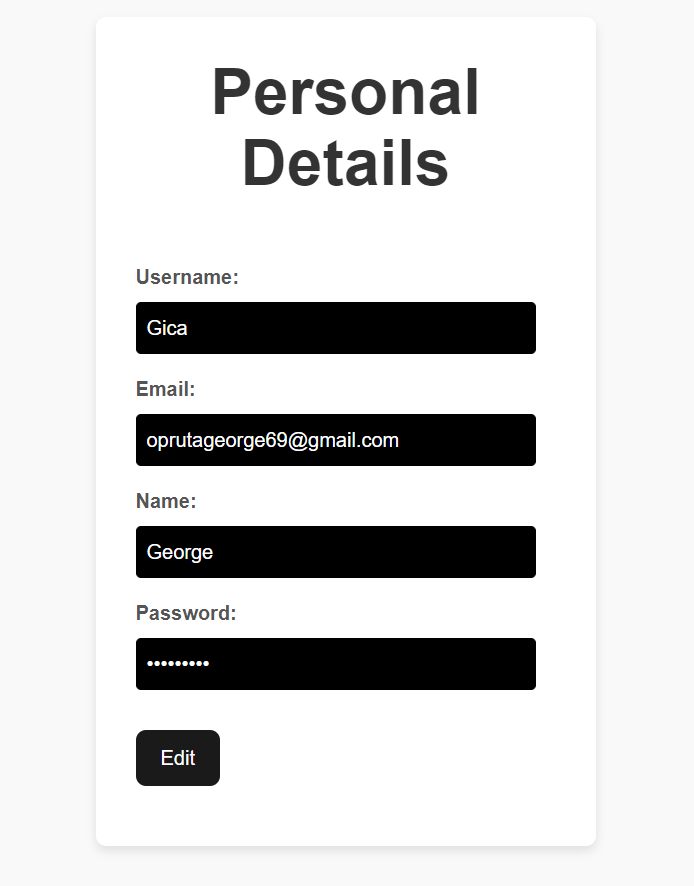 Personal
Details
Username:
Gica
Email:
oprutageorge69@gmail.com
Name:
George
Password:
•••••••••
Edit